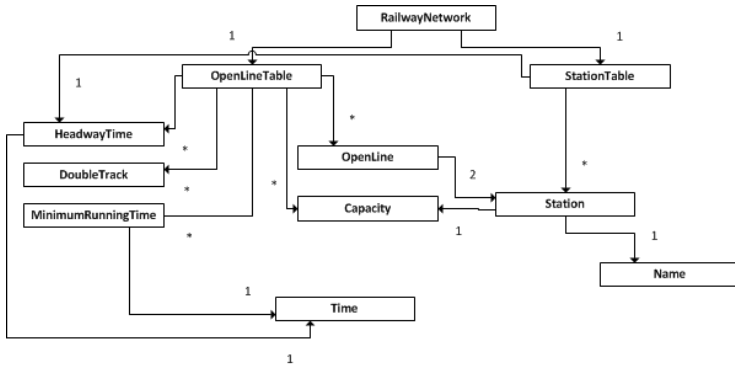 RailwayNetwork
1
1
OpenLineTable
StationTable
1
*
HeadwayTime
*
OpenLine
DoubleTrack
*
*
2
*
MinimumRunningTime
Capacity
Station
*
1
1
Name
1
Time
1